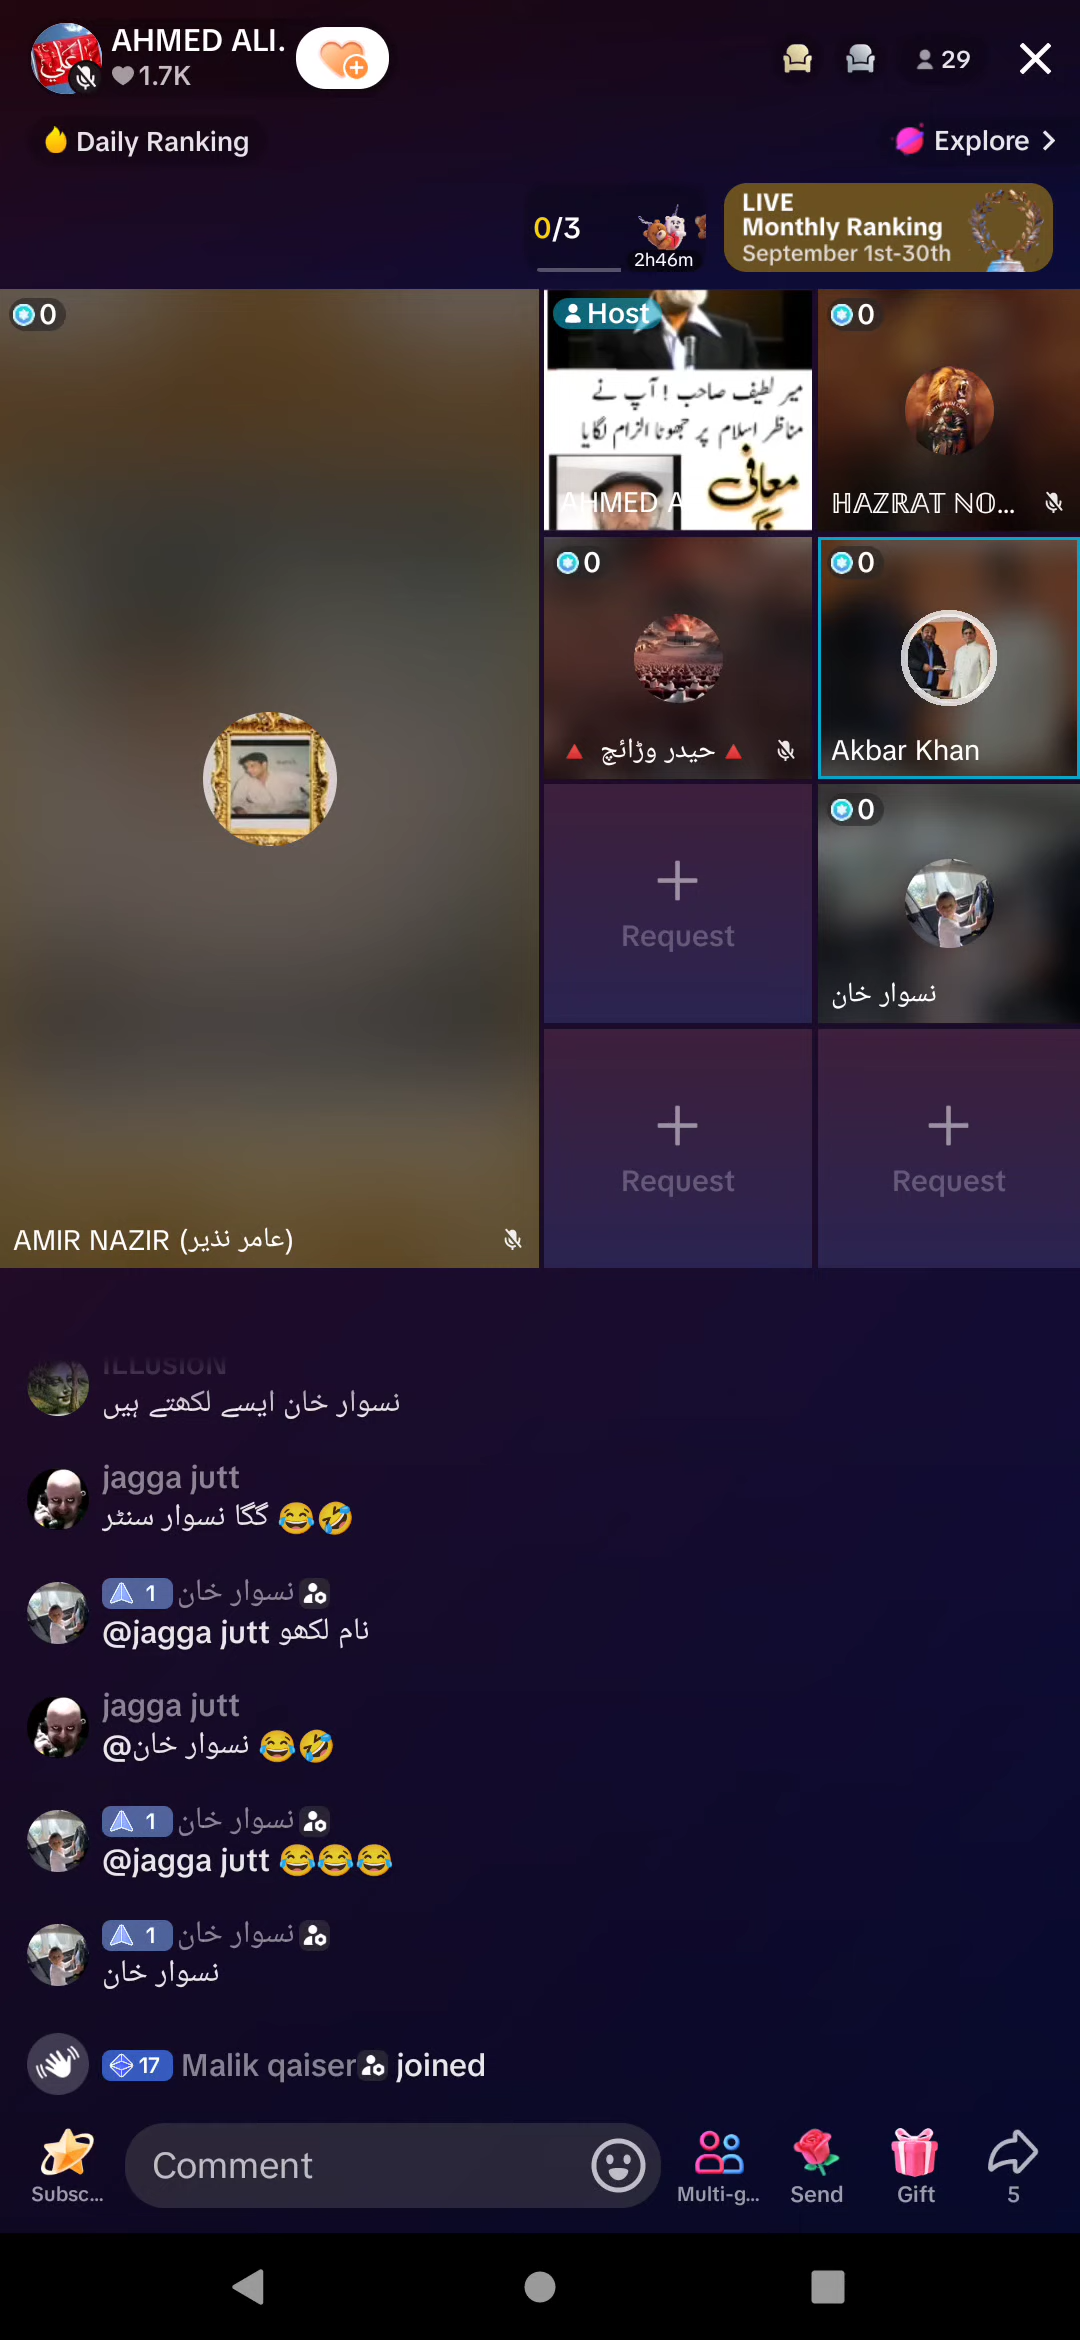 AHMED ALI.
1.7K
29
Daily Ranking
Explore
0/3
2h46m
LIVE
Monthly Ranking
September 1st-30th
0
Host
میر لطیف صاحب ! آپ نے
مناظر اسلام پر جھوٹا الزام لگایا
معافی
AHMED A
0
HAZRAT NO...
0
حیدر وڑائچ
0
Akbar Khan
Request
0
نسوار خان
Request
Request
AMIR NAZIR (عامر نذیر)
ILLusioN
نسوار خان ایسے لکھتے ہیں
jagga jutt
گگا نسوار سنٹر 😂🤣
1 نسوار خان
@jagga jutt نام لکھو
jagga jutt
@نسوار خان 😂🤣
1 نسوار خان
@jagga jutt 😂😂😂
1 نسوار خان
نسوار خان
17 Malik qaiser joined
Comment
Subsc...
Multi-g...
Send
Gift
5